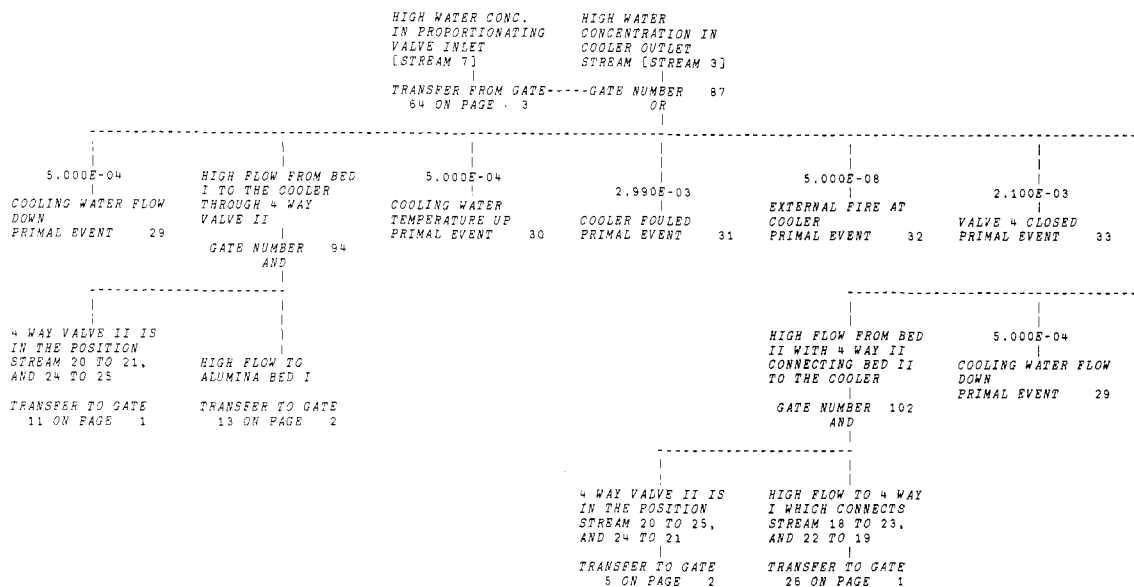 HIGH WATER CONC.
IN PROPORTIONATING
VALVE INLET
[STREAM 7]
HIGH WATER
CONCENTRATION IN
COOLER OUTLET
STREAM [STREAM 3]
TRANSFER FROM GATE-----GATE NUMBER 87
64 ON PAGE 3
OR
5.000E-04
COOLING WATER FLOW
DOWN
PRIMAL EVENT 29
HIGH FLOW FROM BED
I TO THE COOLER
THROUGH 4 WAY
VALVE II
GATE NUMBER 94
AND
5.000E-04
COOLING WATER
TEMPERATURE UP
PRIMAL EVENT 30
2.990E-03
COOLER FOULED
PRIMAL EVENT 31
5.000E-08
EXTERNAL FIRE AT
COOLER
PRIMAL EVENT 32
2.100E-03
VALVE 4 CLOSED
PRIMAL EVENT 33
4 WAY VALVE II IS
IN THE POSITION
STREAM 20 TO 21,
AND 24 TO 25
TRANSFER TO GATE
11 ON PAGE 1
HIGH FLOW TO
ALUMINA BED I
TRANSFER TO GATE
13 ON PAGE 2
HIGH FLOW FROM BED
II WITH 4 WAY II
CONNECTING BED II
TO THE COOLER
GATE NUMBER 102
AND
5.000E-04
COOLING WATER FLOW
DOWN
PRIMAL EVENT 29
4 WAY VALVE II IS
IN THE POSITION
STREAM 20 TO 25,
AND 24 TO 21
TRANSFER TO GATE
5 ON PAGE 2
HIGH FLOW TO 4 WAY
I WHICH CONNECTS
STREAM 18 TO 23,
AND 22 TO 19
TRANSFER TO GATE
26 ON PAGE 1